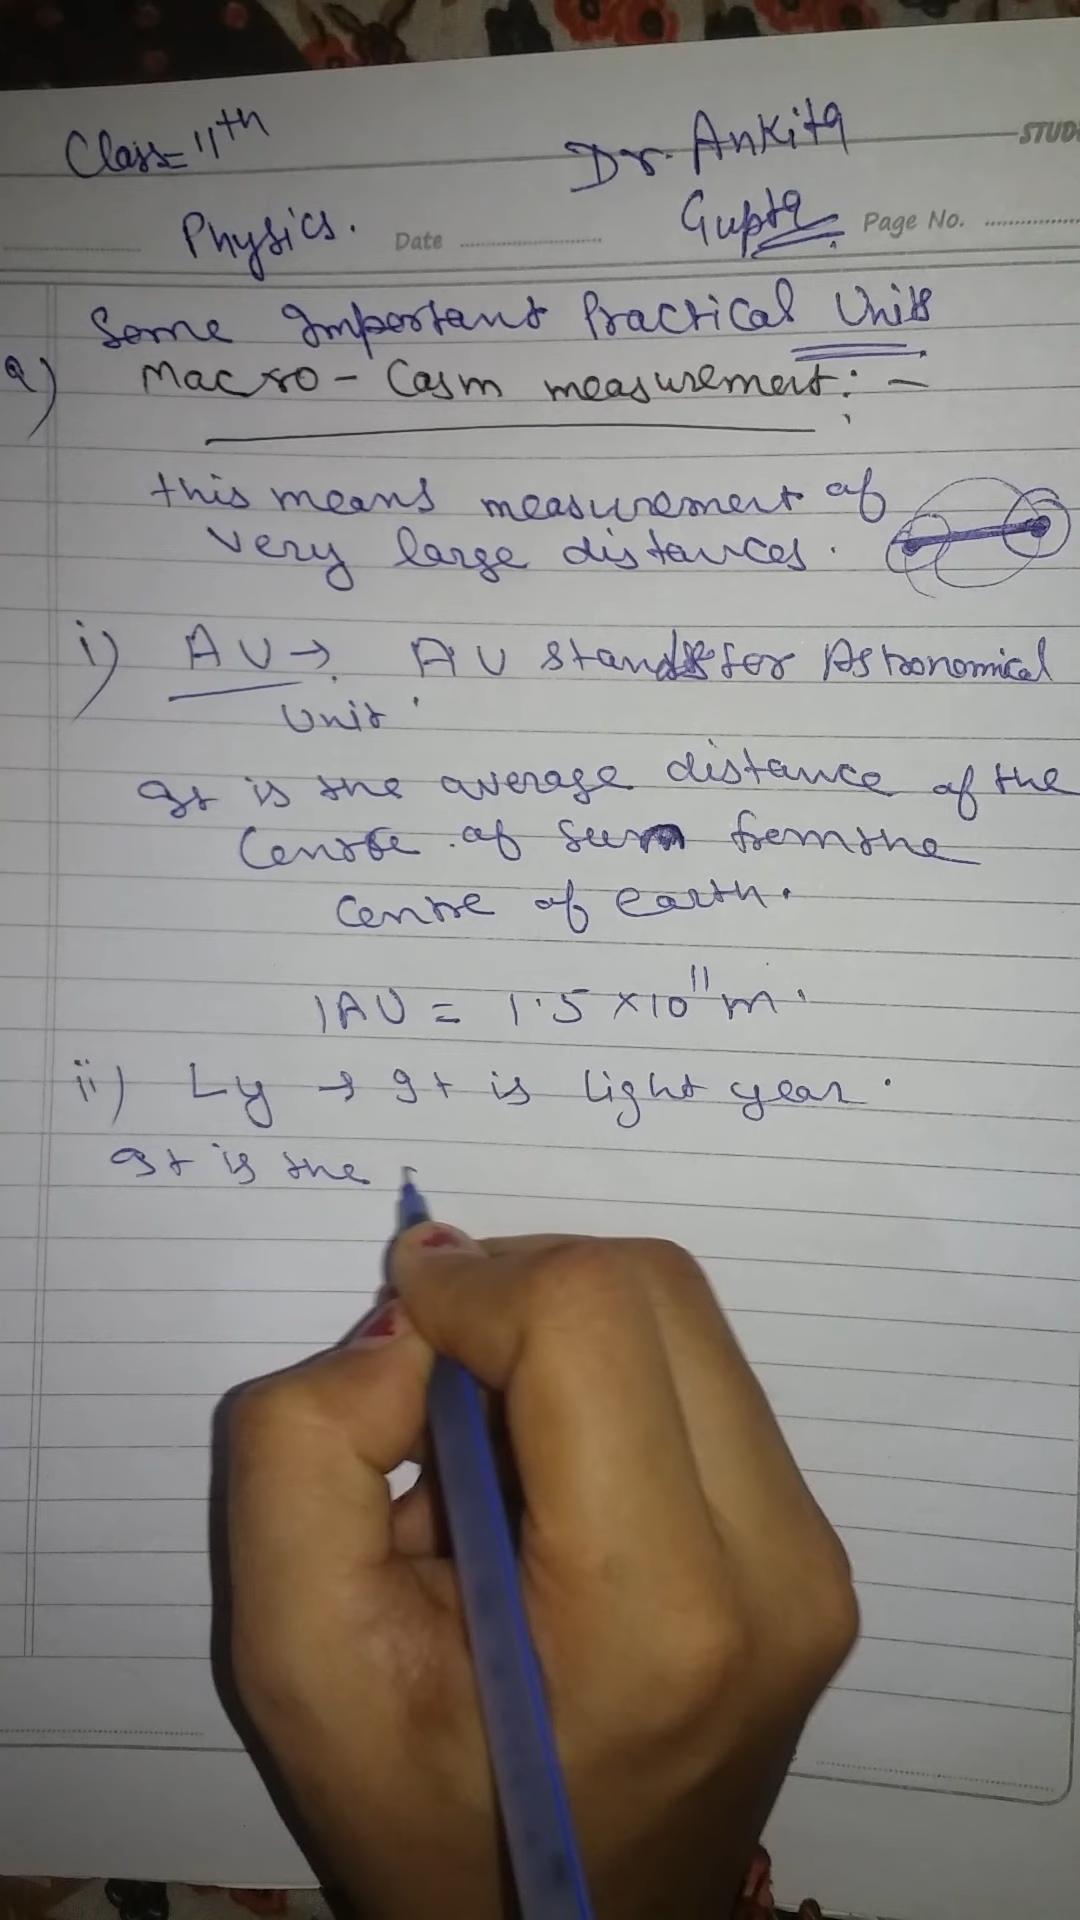 Class = 11th
Dr. Ankita
STUD
Physics.
Gupta
Date
Page No.
Some Important Practical Units
a) Macro - Cosm measurement : -
this means measurement of
very large distances.
i) AU → AU stands for Astronomical
Unit.
It is the average distance of the
Centre of Sun from the
centre of earth.
1AU = 1.5 ×10¹¹ m.
ii) Ly → It is light year.
It is the